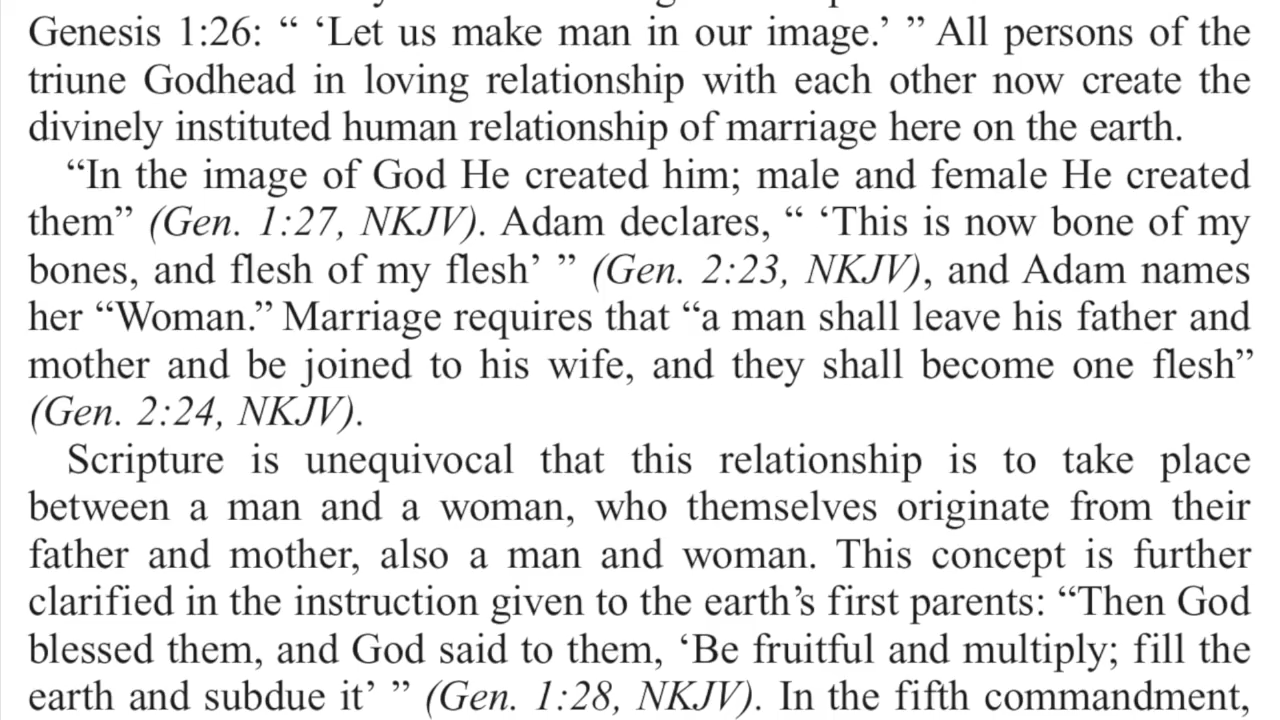 Genesis 1:26: “ ‘Let us make man in our image.’ ” All persons of the
triune Godhead in loving relationship with each other now create the
divinely instituted human relationship of marriage here on the earth.
“In the image of God He created him; male and female He created
them” (Gen. 1:27, NKJV). Adam declares, “ ‘This is now bone of my
bones, and flesh of my flesh’ ” (Gen. 2:23, NKJV), and Adam names
her “Woman.” Marriage requires that “a man shall leave his father and
mother and be joined to his wife, and they shall become one flesh”
(Gen. 2:24, NKJV).
Scripture is unequivocal that this relationship is to take place
between a man and a woman, who themselves originate from their
father and mother, also a man and woman. This concept is further
clarified in the instruction given to the earth’s first parents: “Then God
blessed them, and God said to them, ‘Be fruitful and multiply; fill the
earth and subdue it’ ” (Gen. 1:28, NKJV). In the fifth commandment,